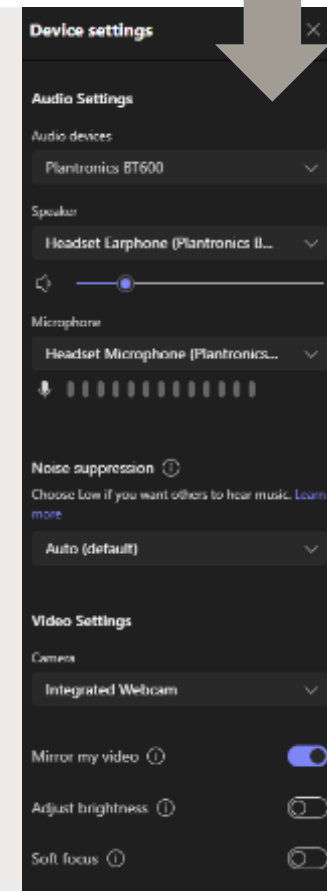 Device settings
Audio Settings
Audio devices
Plantronics BT600
Speaker
Headset Earphone (Plantronics B...
Microphone
Headset Microphone (Plantronics...
Noise suppression
Choose Low if you want others to hear music. Learn
more
Auto (default)
Video Settings
Camera
Integrated Webcam
Mirror my video
Adjust brightness
Soft focus